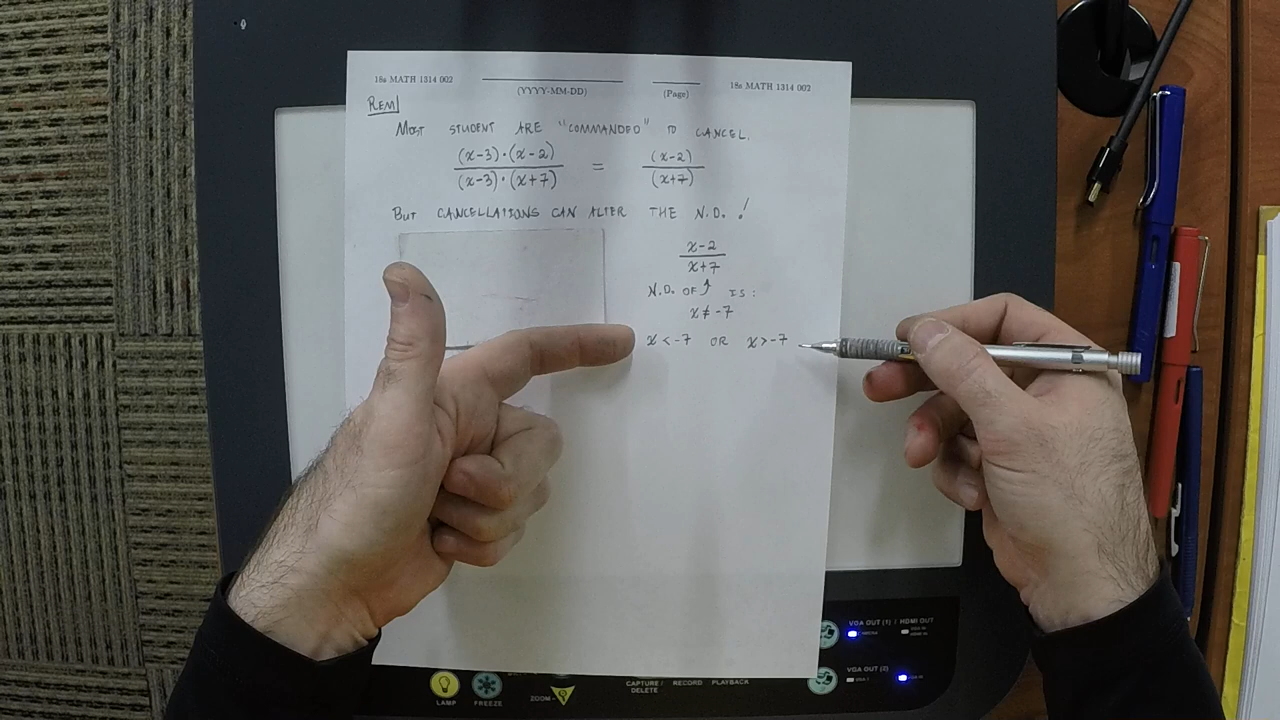 18s MATH 1314 002
(YYYY-MM-DD)
(Page)
18s MATH 1314 002
REM
MOST STUDENT ARE "COMMANDED" TO CANCEL.
(x-3)·(x-2) / (x-3)·(x+7) = (x-2) / (x+7)
BUT CANCELLATIONS CAN ALTER THE N.D.!
x-2 / x+7
N.D. OF IS:
x ≠ -7
x < -7 OR x > -7
VGA OUT (1) / HDMI OUT
VGA OUT (2)
LAMP
FREEZE
ZOOM
CAPTURE / DELETE
RECORD
PLAYBACK